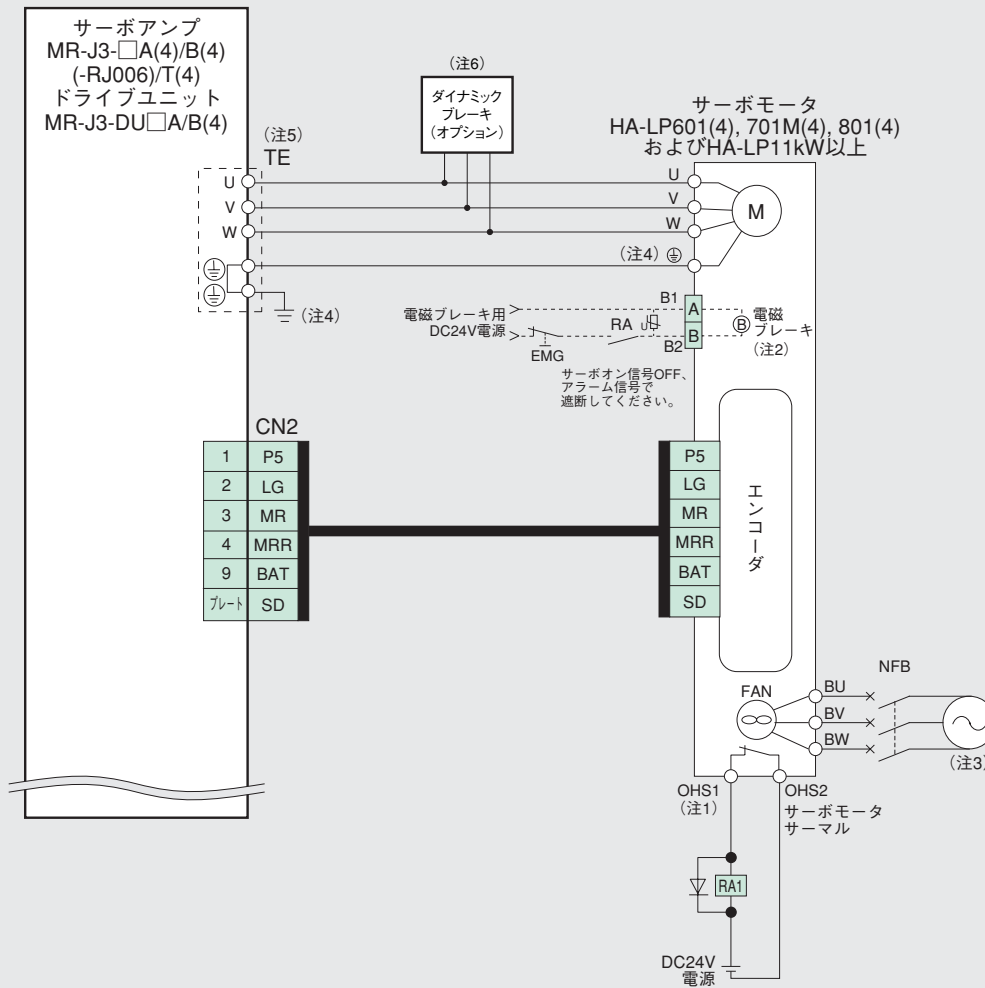 サーボアンプ
MR-J3-□A(4)/B(4)
(-RJ006)/T(4)
ドライブユニット
MR-J3-DU□A/B(4)
(注5)
TE
U
V
W
(注4)
(注6)
ダイナミック
ブレーキ
(オプション)
サーボモータ
HA-LP601(4), 701M(4), 801(4)
およびHA-LP11kW以上
U
V
W
(注4)
M
電磁ブレーキ用
DC24V電源
EMG
RA
U
B1
B2
A
B
B
電磁
ブレーキ
(注2)
サーボオン信号OFF、
アラーム信号で
遮断してください。
CN2
1 P5
2 LG
3 MR
4 MRR
9 BAT
プレート SD
P5
LG
MR
MRR
BAT
SD
エンコーダ
FAN
BU
BV
BW
NFB
(注3)
OHS1
(注1)
OHS2
サーボモータ
サーマル
RA1
DC24V
電源